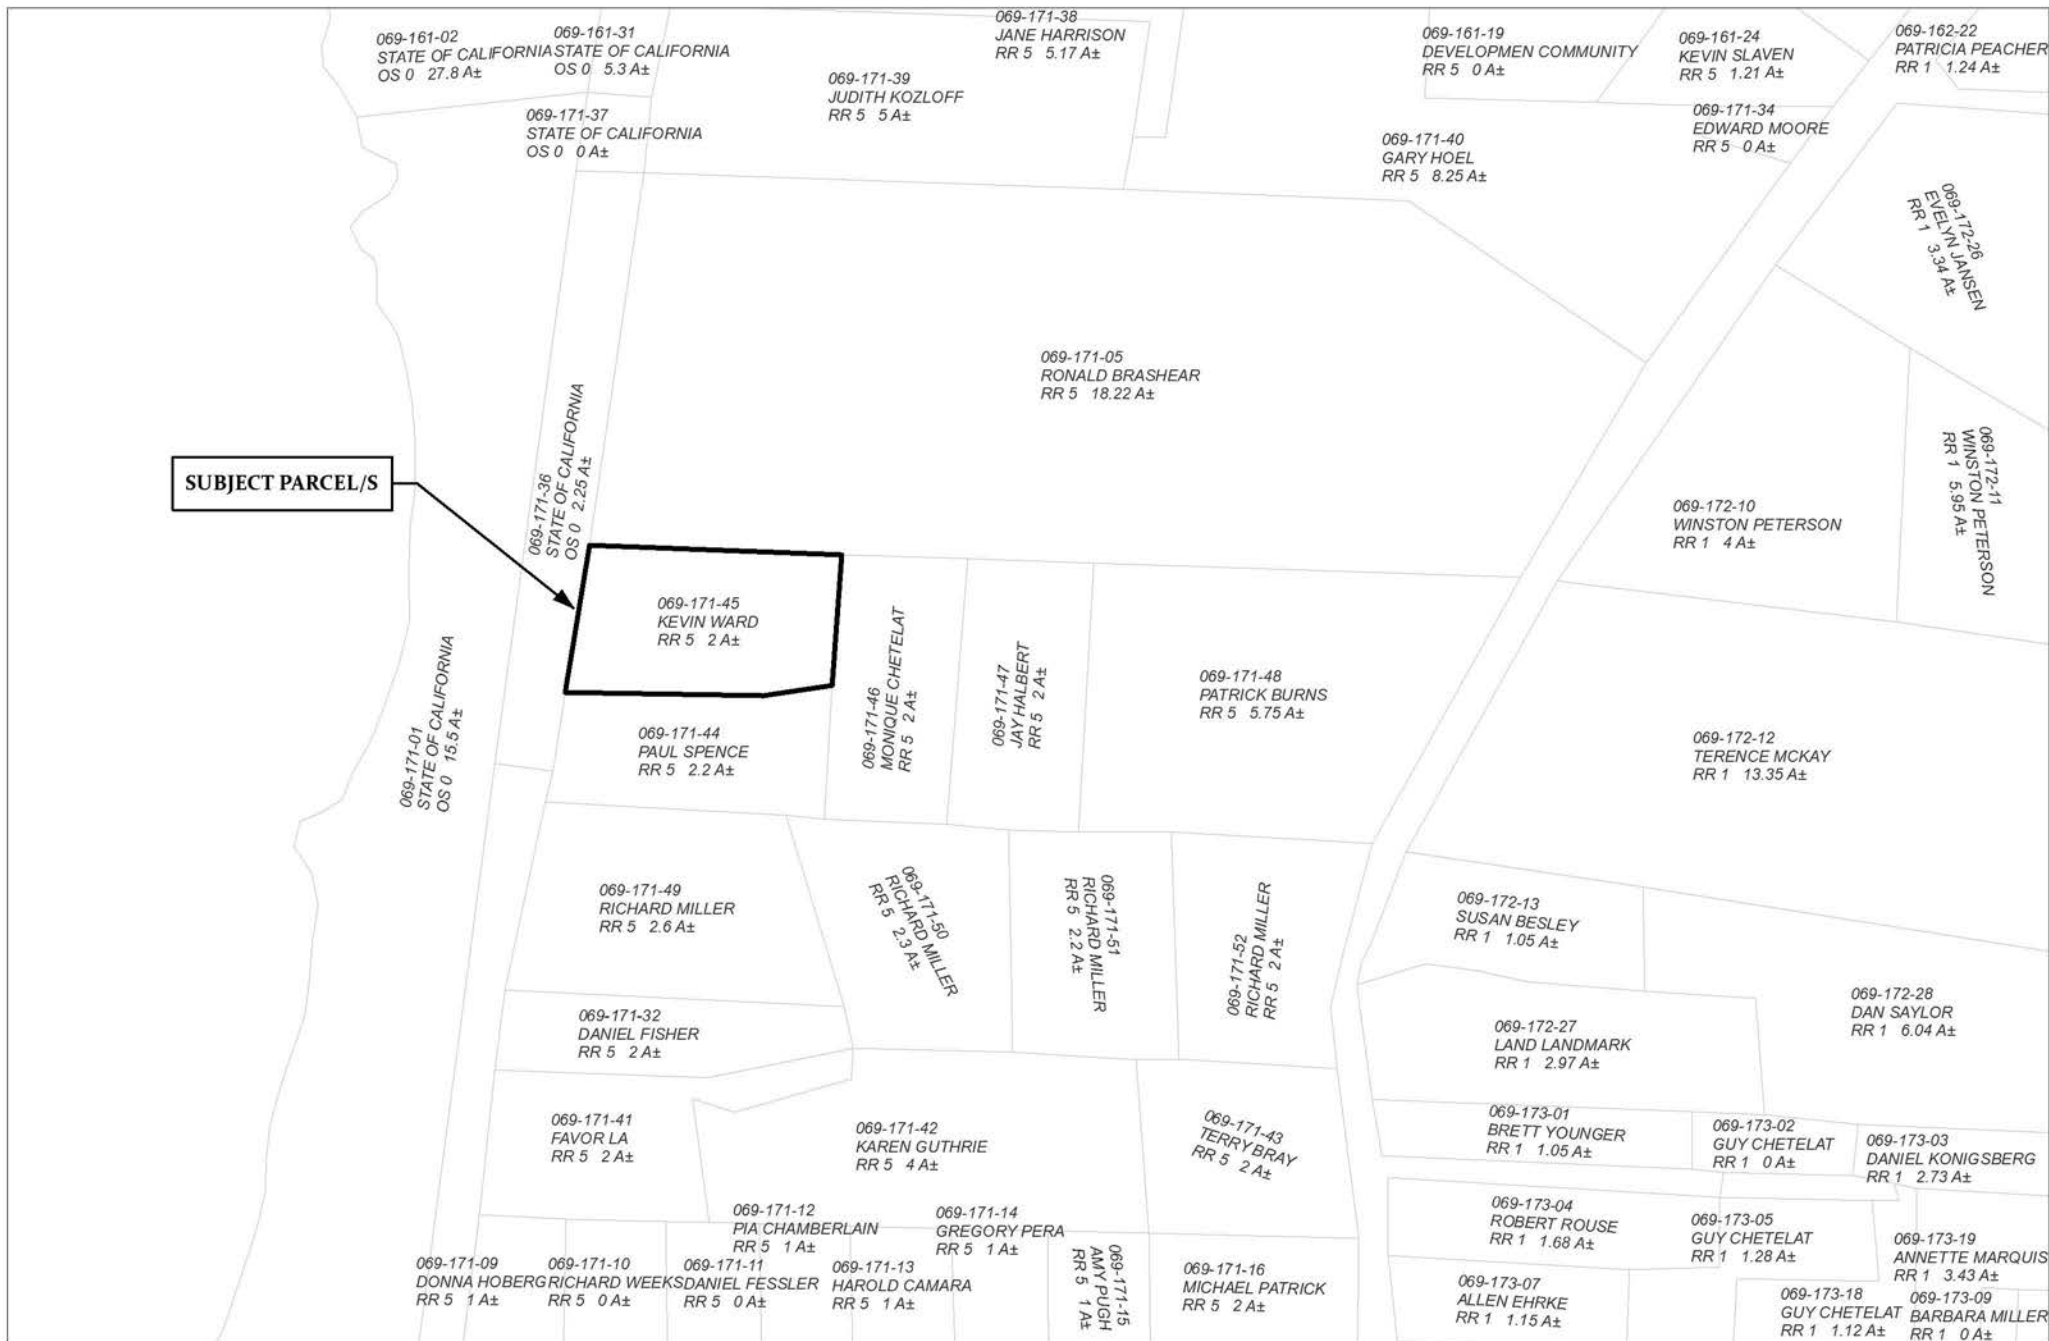 069-161-02
STATE OF CALIFORNIA
OS 0 27.8 A±
069-161-31
STATE OF CALIFORNIA
OS 0 5.3 A±
069-171-38
JANE HARRISON
RR 5 5.17 A±
069-161-19
DEVELOPMEN COMMUNITY
RR 5 0 A±
069-161-24
KEVIN SLAVEN
RR 5 1.21 A±
069-162-22
PATRICIA PEACHER
RR 1 1.24 A±
069-171-39
JUDITH KOZLOFF
RR 5 5 A±
069-171-37
STATE OF CALIFORNIA
OS 0 0 A±
069-171-40
GARY HOEL
RR 5 8.25 A±
069-171-34
EDWARD MOORE
RR 5 0 A±
069-172-26
EVELYN JANSEN
RR 1 3.34 A±
069-171-05
RONALD BRASHEAR
RR 5 18.22 A±
069-171-36
STATE OF CALIFORNIA
OS 0 2.25 A±
SUBJECT PARCEL/S
069-172-10
WINSTON PETERSON
RR 1 4 A±
069-172-11
WINSTON PETERSON
RR 1 5.95 A±
069-171-45
KEVIN WARD
RR 5 2 A±
069-171-46
MONIQUE CHETELAT
RR 5 2 A±
069-171-47
JAY HALBERT
RR 5 2 A±
069-171-48
PATRICK BURNS
RR 5 5.75 A±
069-171-01
STATE OF CALIFORNIA
OS 0 15.5 A±
069-171-44
PAUL SPENCE
RR 5 2.2 A±
069-172-12
TERENCE MCKAY
RR 1 13.35 A±
069-171-49
RICHARD MILLER
RR 5 2.6 A±
069-171-50
RICHARD MILLER
RR 5 2.3 A±
069-171-51
RICHARD MILLER
RR 5 2.2 A±
069-171-52
RICHARD MILLER
RR 5 2 A±
069-172-13
SUSAN BESLEY
RR 1 1.05 A±
069-171-32
DANIEL FISHER
RR 5 2 A±
069-172-27
LAND LANDMARK
RR 1 2.97 A±
069-172-28
DAN SAYLOR
RR 1 6.04 A±
069-171-41
FAVOR LA
RR 5 2 A±
069-171-42
KAREN GUTHRIE
RR 5 4 A±
069-171-43
TERRY BRAY
RR 5 2 A±
069-173-01
BRETT YOUNGER
RR 1 1.05 A±
069-173-02
GUY CHETELAT
RR 1 0 A±
069-173-03
DANIEL KONIGSBERG
RR 1 2.73 A±
069-171-12
PIA CHAMBERLAIN
RR 5 1 A±
069-171-14
GREGORY PERA
RR 5 1 A±
069-173-04
ROBERT ROUSE
RR 1 1.68 A±
069-173-05
GUY CHETELAT
RR 1 1.28 A±
069-173-19
ANNETTE MARQUIS
RR 1 3.43 A±
069-171-09
DONNA HOBERG
RR 5 1 A±
069-171-10
RICHARD WEEKS
RR 5 0 A±
069-171-11
DANIEL FESSLER
RR 5 0 A±
069-171-13
HAROLD CAMARA
RR 5 1 A±
069-171-15
AMY PUGH
RR 5 1 A±
069-171-16
MICHAEL PATRICK
RR 5 2 A±
069-173-07
ALLEN EHRKE
RR 1 1.15 A±
069-173-18
GUY CHETELAT
RR 1 1.12 A±
069-173-09
BARBARA MILLER
RR 1 0 A±